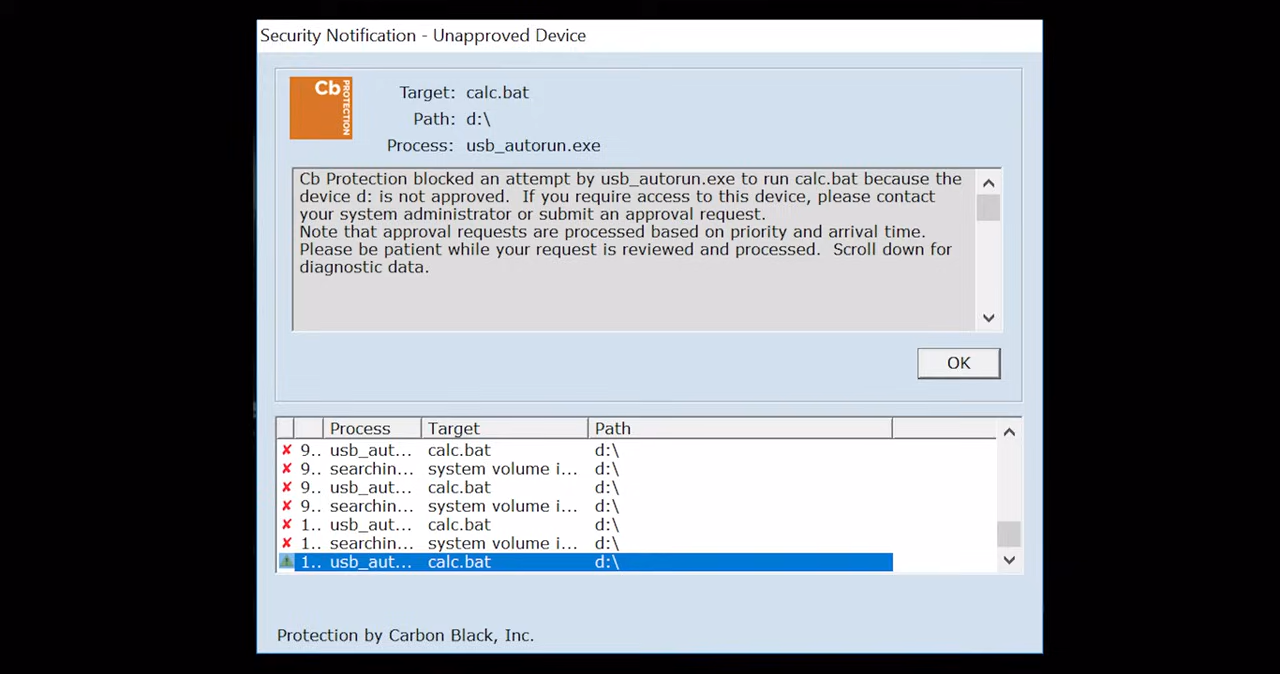 Security Notification - Unapproved Device
Cb
PROTECTION
Target: calc.bat
Path: d:\
Process: usb_autorun.exe
Cb Protection blocked an attempt by usb_autorun.exe to run calc.bat because the
device d: is not approved.  If you require access to this device, please contact
your system administrator or submit an approval request.
Note that approval requests are processed based on priority and arrival time.
Please be patient while your request is reviewed and processed.  Scroll down for
diagnostic data.
OK
Process Target Path
9.. usb_aut... calc.bat d:\
9.. searchin... system volume i... d:\
9.. usb_aut... calc.bat d:\
9.. searchin... system volume i... d:\
1.. usb_aut... calc.bat d:\
1.. searchin... system volume i... d:\
1.. usb_aut... calc.bat d:\
Protection by Carbon Black, Inc.